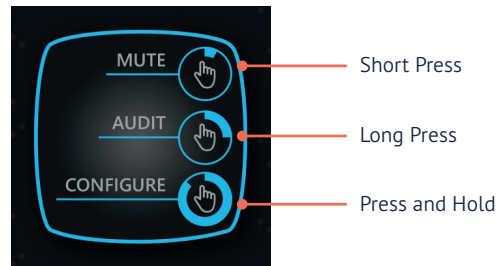 MUTE
Short Press
AUDIT
Long Press
CONFIGURE
Press and Hold